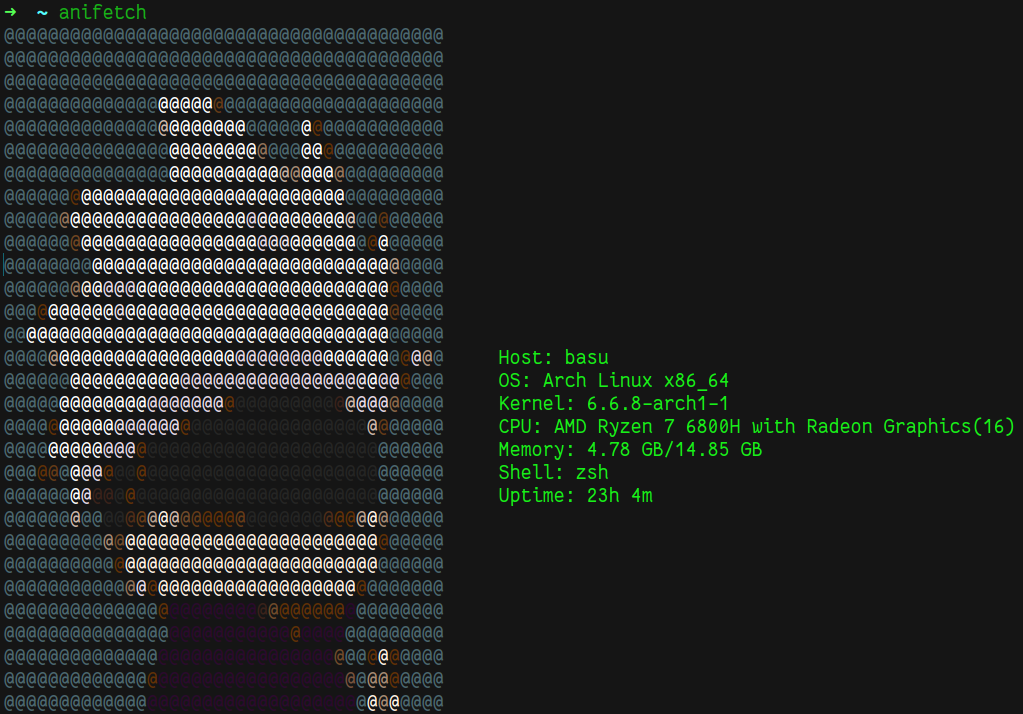 ➜  ~ anifetch
Host: basu
OS: Arch Linux x86_64
Kernel: 6.6.8-arch1-1
CPU: AMD Ryzen 7 6800H with Radeon Graphics(16)
Memory: 4.78 GB/14.85 GB
Shell: zsh
Uptime: 23h 4m